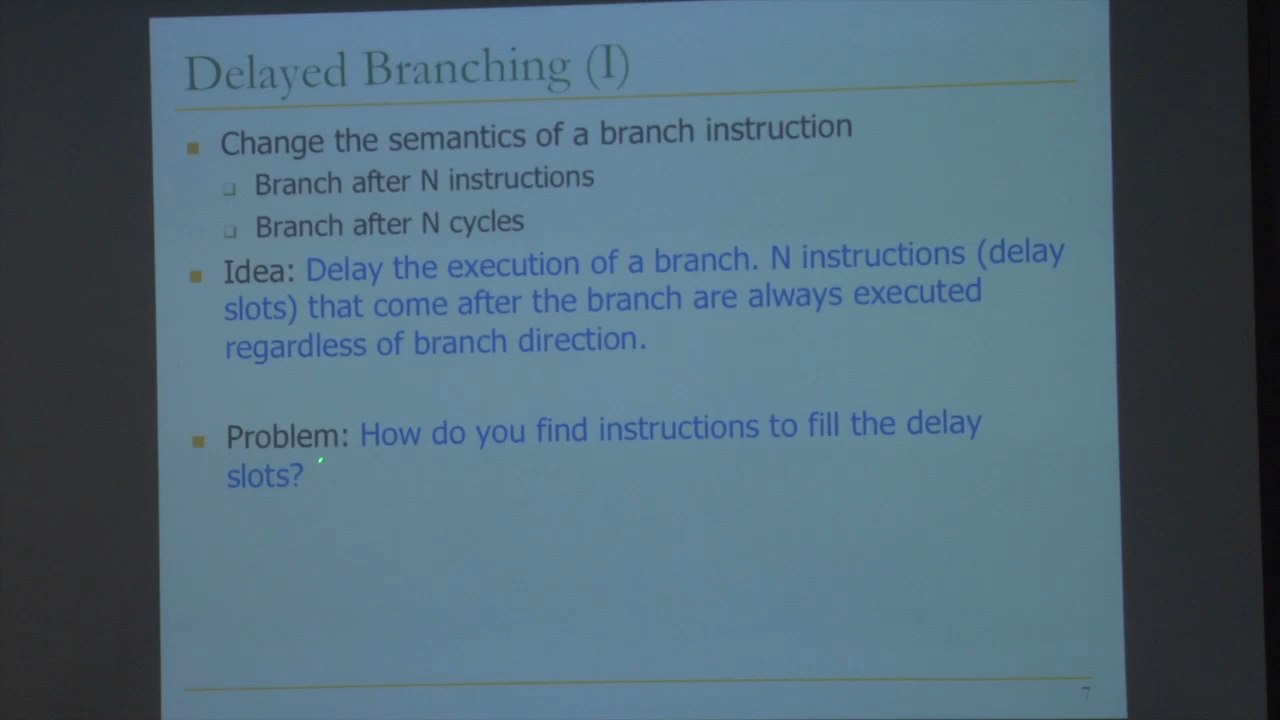 Delayed Branching (I)
Change the semantics of a branch instruction
Branch after N instructions
Branch after N cycles
Idea: Delay the execution of a branch. N instructions (delay
slots) that come after the branch are always executed
regardless of branch direction.
Problem: How do you find instructions to fill the delay
slots?
7